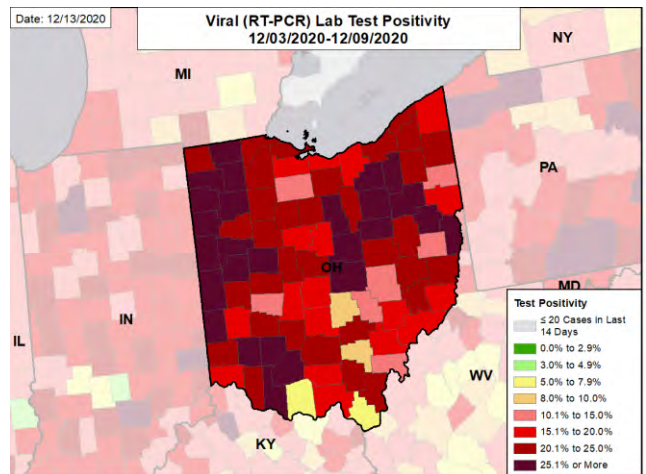 Date: 12/13/2020
Viral (RT-PCR) Lab Test Positivity
12/03/2020-12/09/2020
NY
MI
PA
OH
IN
MD
IL
WV
KY
Test Positivity
≤ 20 Cases in Last
14 Days
0.0% to 2.9%
3.0% to 4.9%
5.0% to 7.9%
8.0% to 10.0%
10.1% to 15.0%
15.1% to 20.0%
20.1% to 25.0%
25.1% or More